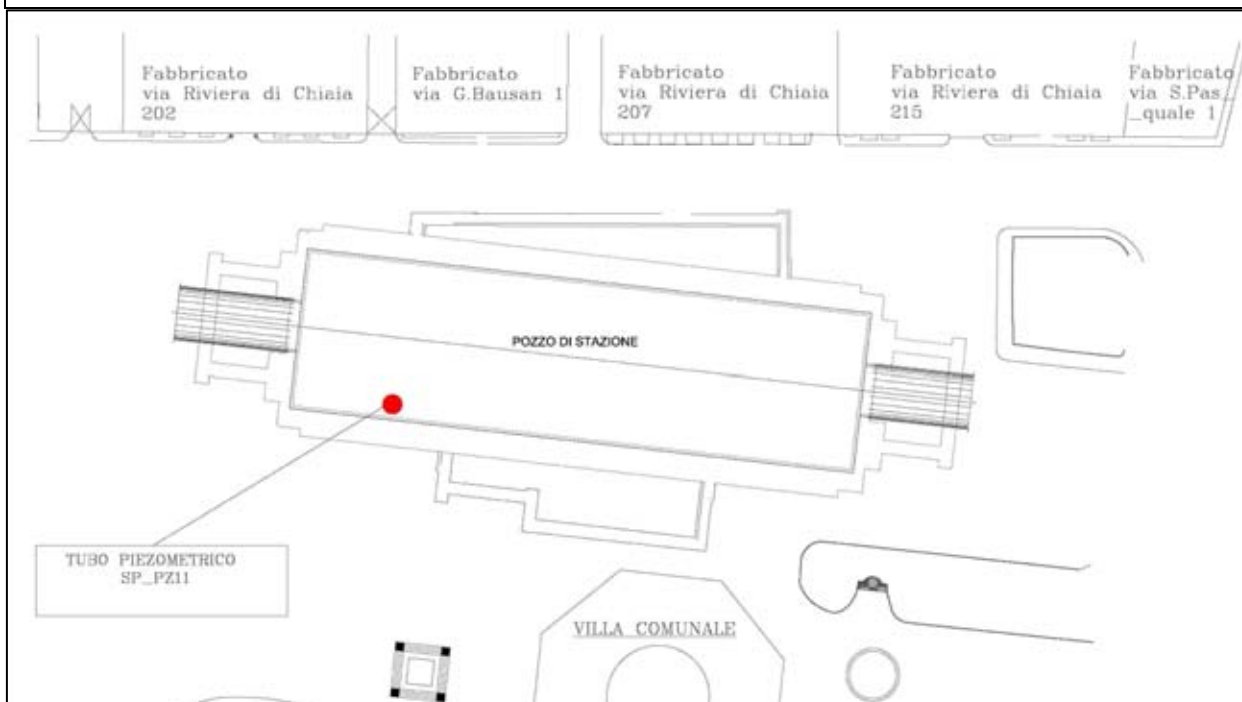 Fabbricato
via Riviera di Chiaia
202
Fabbricato
via G.Bausan 1
Fabbricato
via Riviera di Chiaia
207
Fabbricato
via Riviera di Chiaia
215
Fabbricato
via S.Pas
_quale 1
POZZO DI STAZIONE
TUBO PIEZOMETRICO
SP_PZ11
VILLA COMUNALE